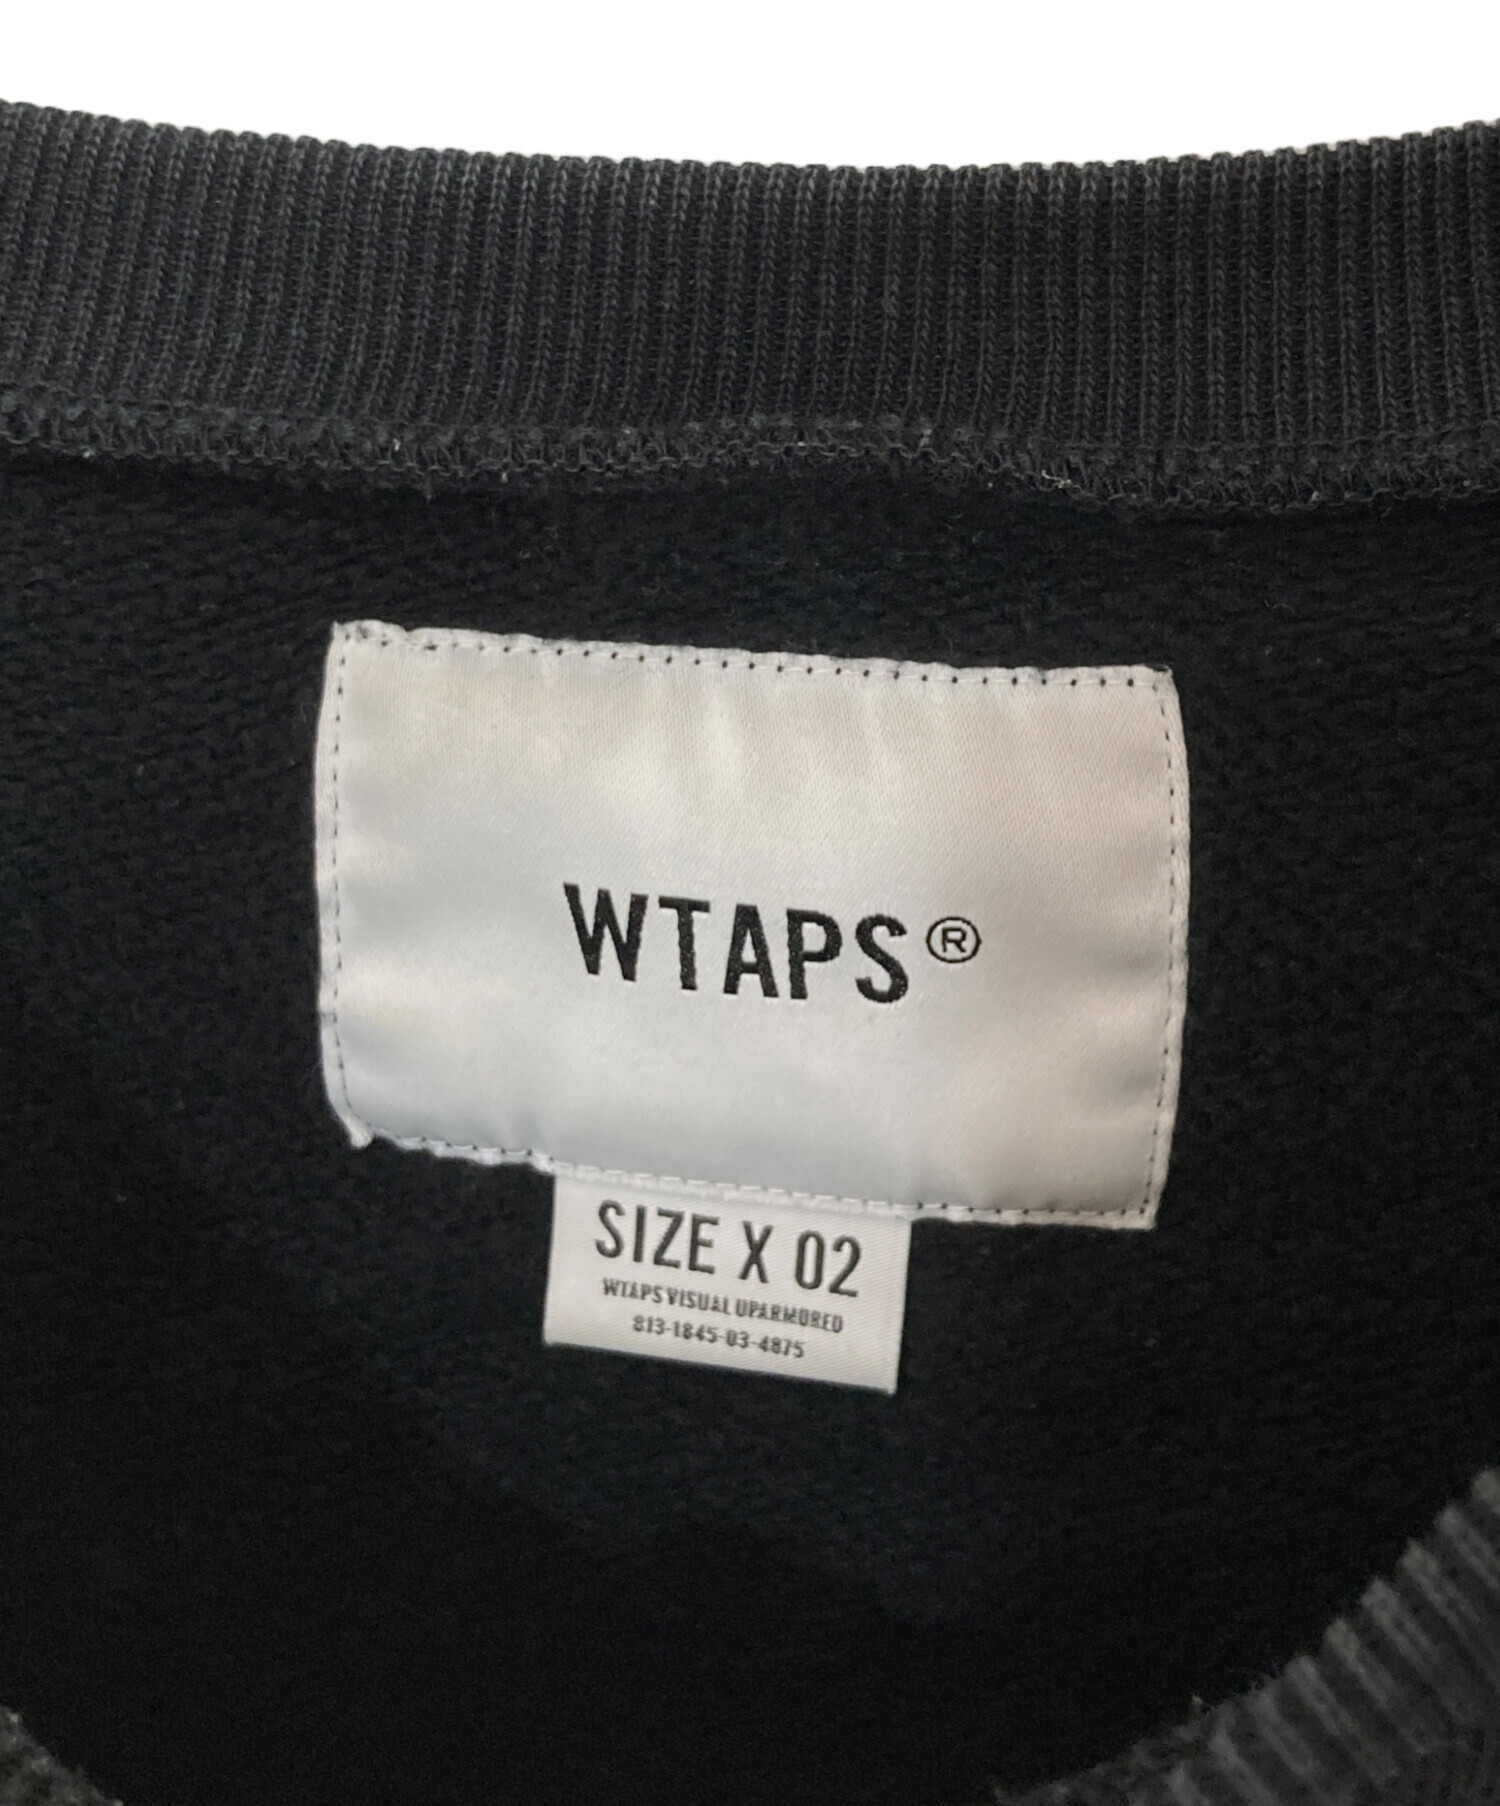 WTAPS®
SIZE X 02
WTAPS VISUAL UPARMORED
813-1845-03-4875